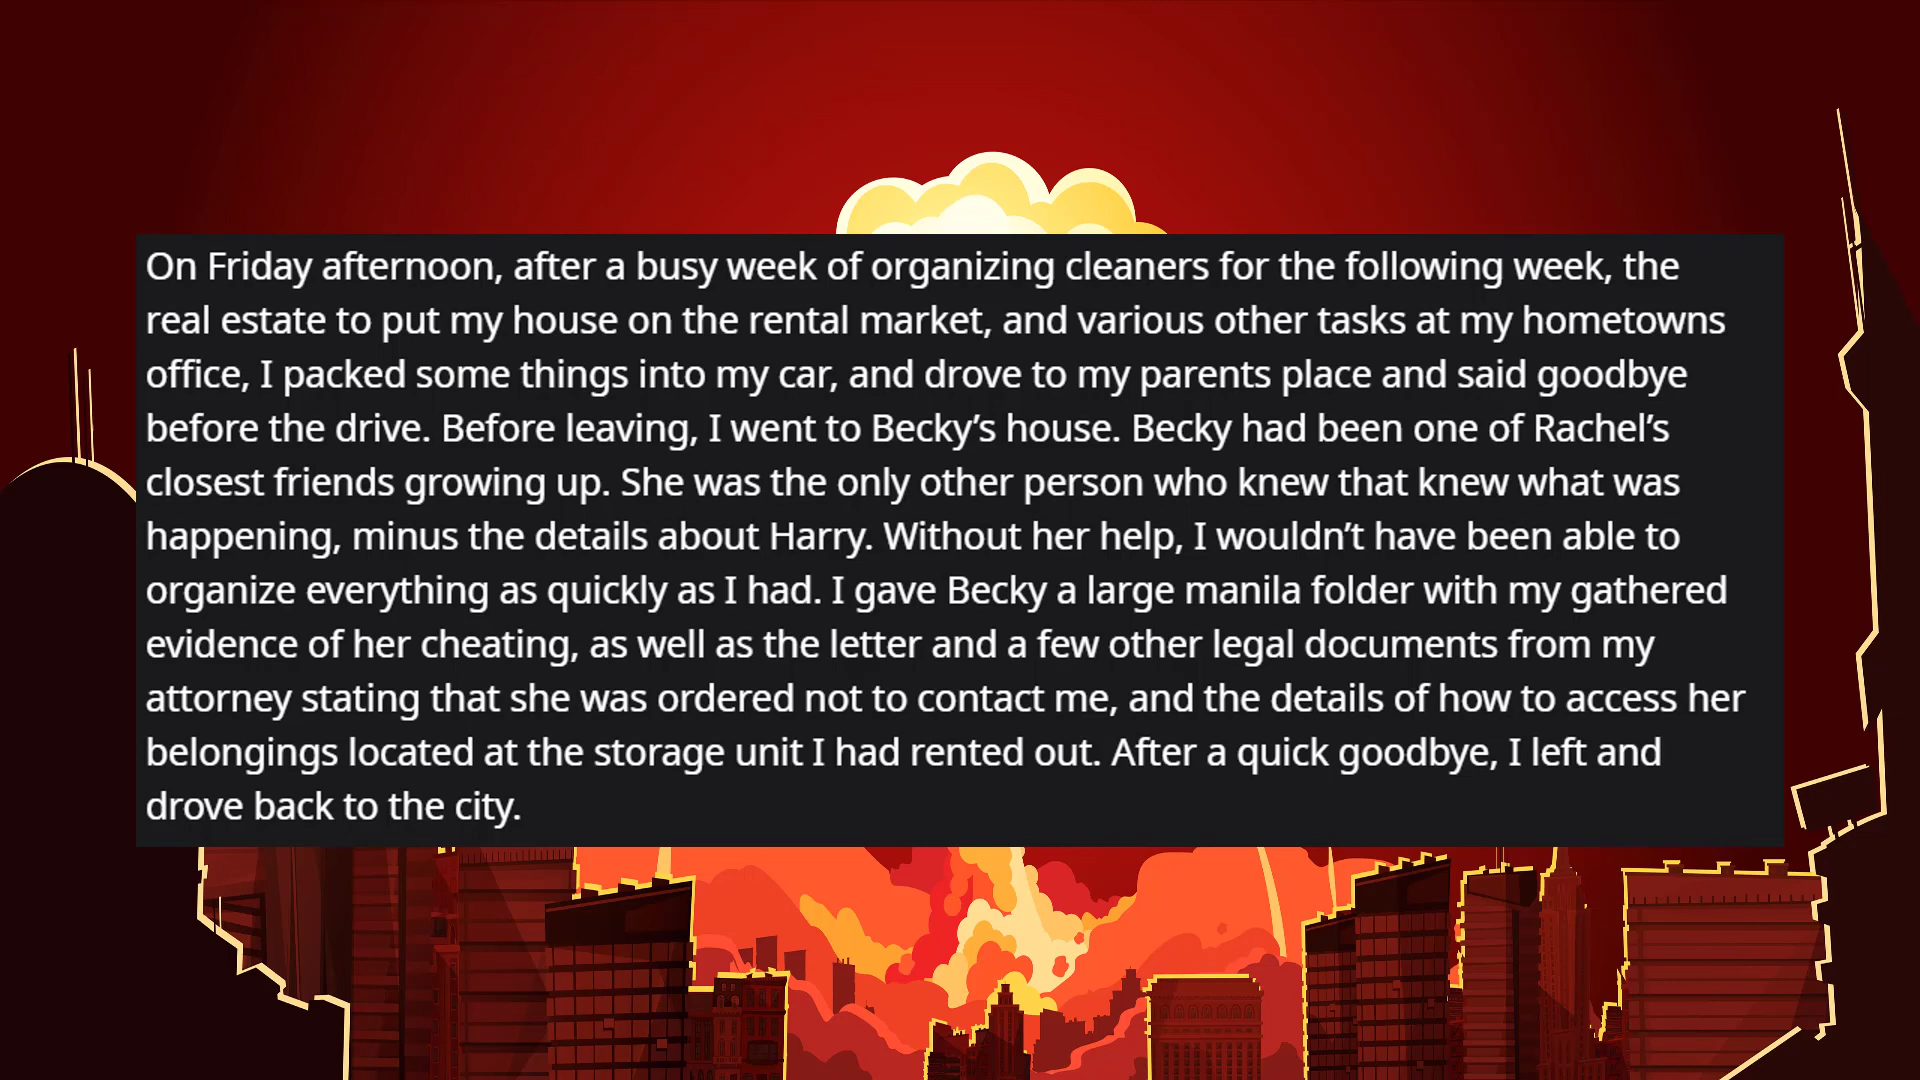 On Friday afternoon, after a busy week of organizing cleaners for the following week, the
real estate to put my house on the rental market, and various other tasks at my hometowns
office, I packed some things into my car, and drove to my parents place and said goodbye
before the drive. Before leaving, I went to Becky’s house. Becky had been one of Rachel’s
closest friends growing up. She was the only other person who knew that knew what was
happening, minus the details about Harry. Without her help, I wouldn’t have been able to
organize everything as quickly as I had. I gave Becky a large manila folder with my gathered
evidence of her cheating, as well as the letter and a few other legal documents from my
attorney stating that she was ordered not to contact me, and the details of how to access her
belongings located at the storage unit I had rented out. After a quick goodbye, I left and
drove back to the city.